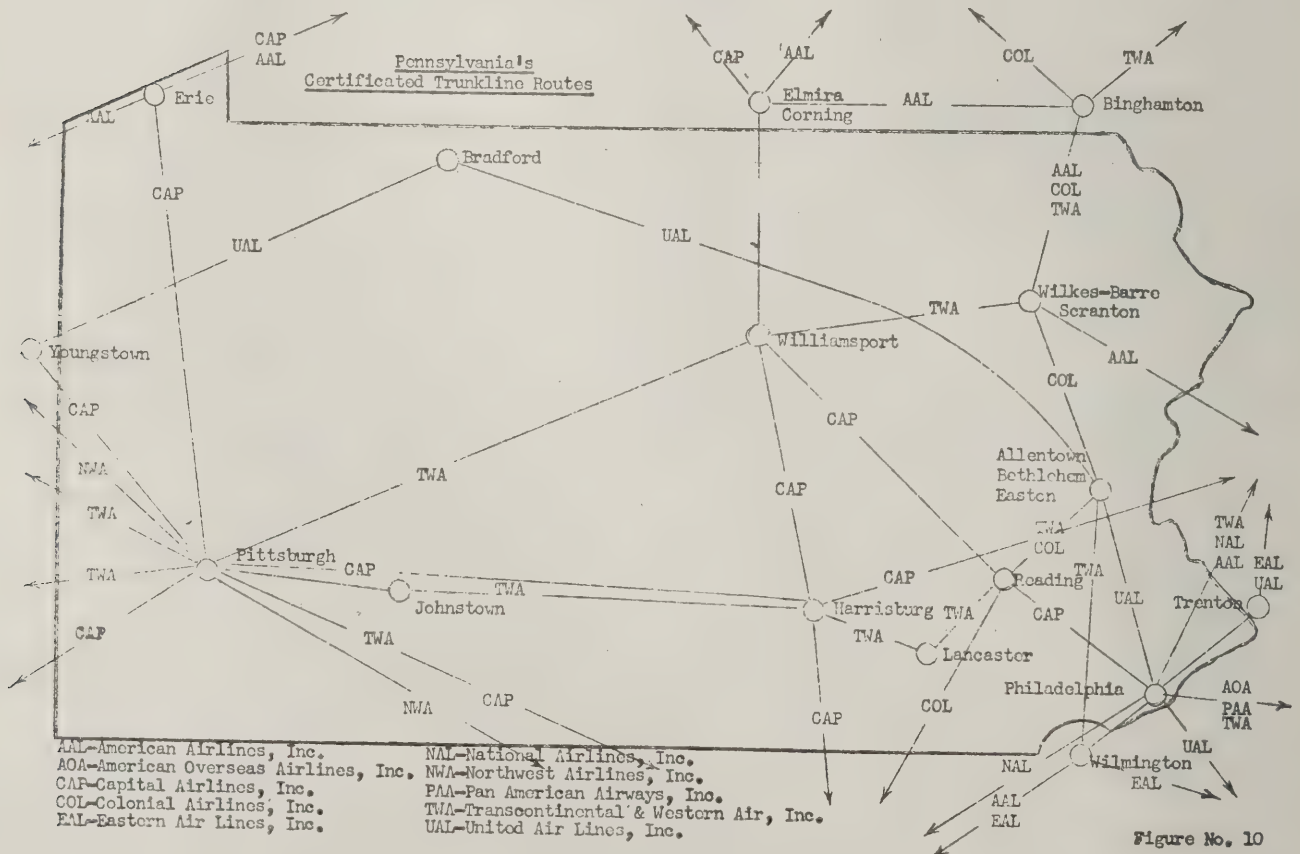 Pennsylvania's
Certificated Trunkline Routes
CAP
AAL
CAP
AAL
COL
TWA
Erie
AAL
Elmira
Corning
AAL
Binghamton
Bradford
CAP
AAL
COL
TWA
UAL
UAL
Wilkes-Barre
Scranton
TWA
Youngstown
Williamsport
AAL
COL
CAP
CAP
Allentown
Bethlehem
Easton
NWA
TWA
CAP
TWA
TWA
COL
TWA
NAL
AAL
EAL
UAL
Pittsburgh
CAP
TWA
CAP
Reading
TWA
UAL
TWA
Johnstown
Harrisburg
TWA
CAP
Trenton
CAP
TWA
TWA
Lancaster
Philadelphia
AOA
PAA
TWA
NWA
CAP
CAP
COL
UAL
NAL
Wilmington
EAL
AAL
EAL
AAL-American Airlines, Inc.
AOA-American Overseas Airlines, Inc.
CAP-Capital Airlines, Inc.
COL-Colonial Airlines, Inc.
EAL-Eastern Air Lines, Inc.
NAL-National Airlines, Inc.
NWA-Northwest Airlines, Inc.
PAA-Pan American Airways, Inc.
TWA-Transcontinental & Western Air, Inc.
UAL-United Air Lines, Inc.
Figure No. 10